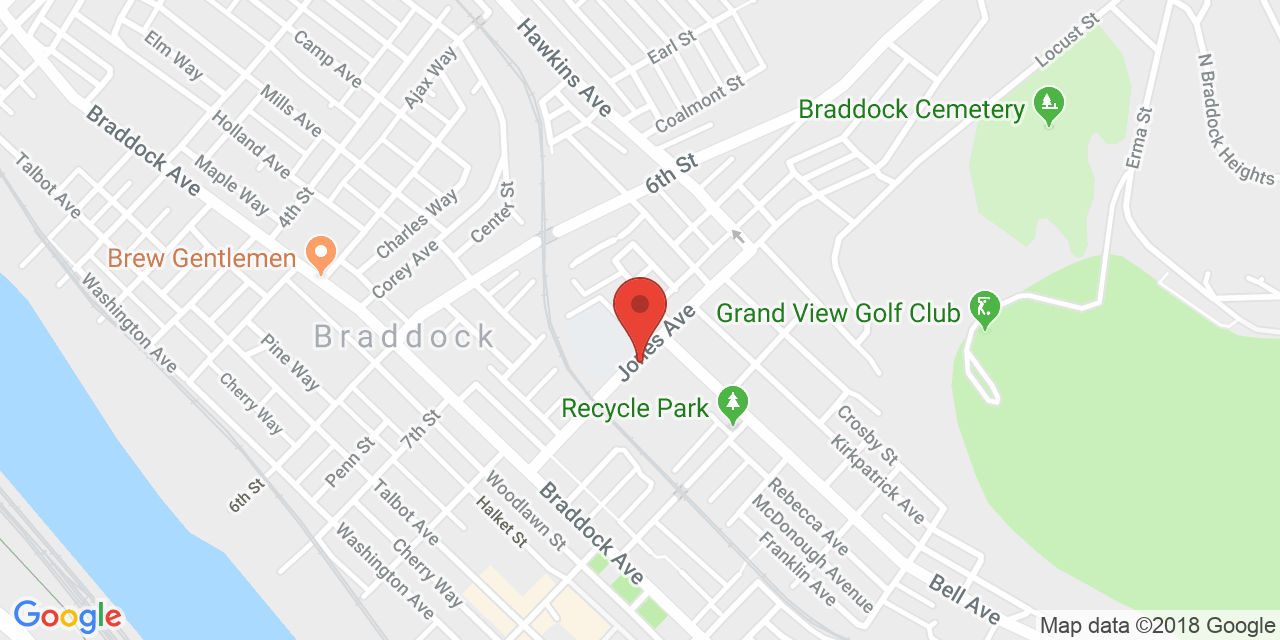 Hawkins Ave
Earl St
Elm Way
Camp Ave
Ajax Way
Locust St
N Braddock Heights
Mills Ave
Coalmont St
Braddock Cemetery
Braddock Ave
Holland Ave
Erma St
Talbot Ave
Maple Way
4th St
6th St
Charles Way
Center St
Brew Gentlemen
Corey Ave
Washington Ave
Braddock
Grand View Golf Club
Jones Ave
Pine Way
Cherry Way
Recycle Park
7th St
Crosby St
Kirkpatrick Ave
Penn St
6th St
Talbot Ave
Woodlawn St
Halket St
Braddock Ave
Rebecca Ave
McDonough Avenue
Franklin Ave
Washington Ave
Cherry Way
Bell Ave
Google
Map data ©2018 Google